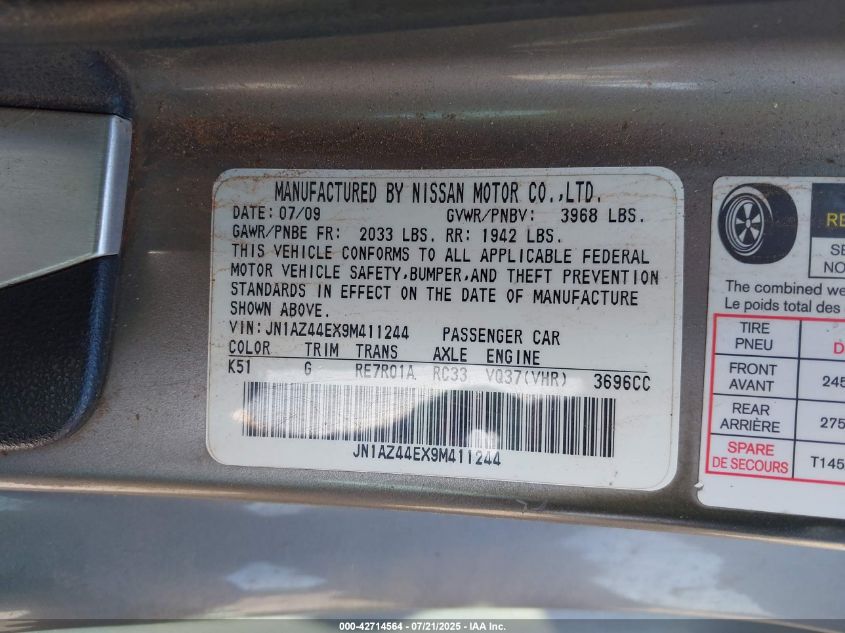 MANUFACTURED BY NISSAN MOTOR CO.,LTD.
DATE: 07/09 GVWR/PNBV: 3968 LBS.
GAWR/PNBE FR: 2033 LBS. RR: 1942 LBS.
THIS VEHICLE CONFORMS TO ALL APPLICABLE FEDERAL
MOTOR VEHICLE SAFETY,BUMPER,AND THEFT PREVENTION
STANDARDS IN EFFECT ON THE DATE OF MANUFACTURE
SHOWN ABOVE.
VIN:JN1AZ44EX9M411244 PASSENGER CAR
COLOR TRIM TRANS AXLE ENGINE
K51 G RE7R01A RC33 VQ37(VHR) 3696CC
JN1AZ44EX9M411244
The combined we
Le poids total des
TIRE
PNEU
D
FRONT
AVANT
245
REAR
ARRIÈRE
275
SPARE
DE SECOURS
T145
000-42714564 - 07/21/2025 - IAA Inc.